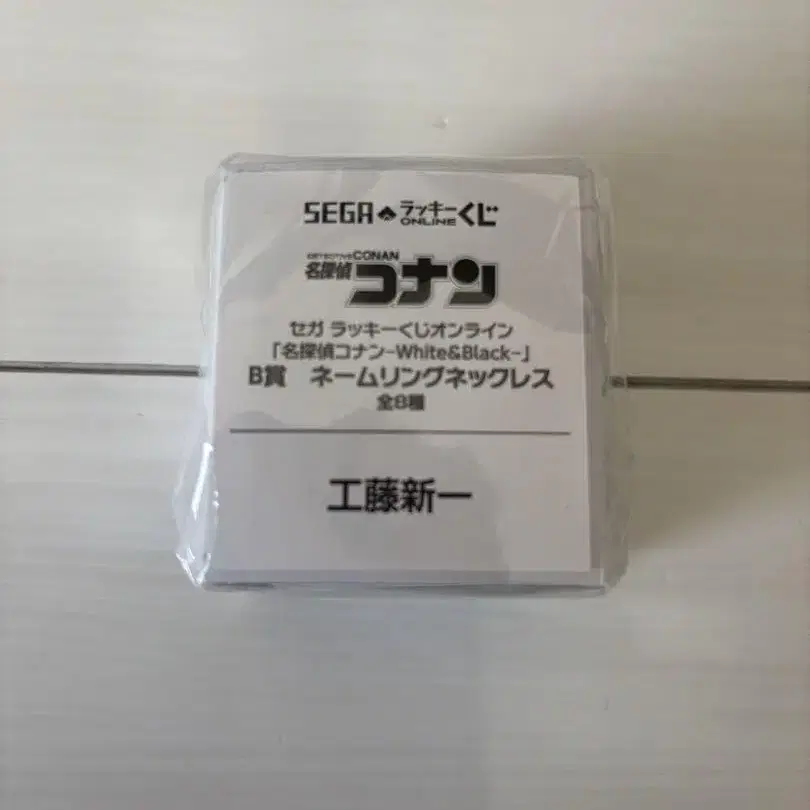 SEGA ラッキーくじ ONLINE
DETECTIVE CONAN
名探偵コナン
セガ ラッキーくじオンライン
「名探偵コナン−White&Black−」
B賞 ネームリングネックレス
全8種
工藤新一